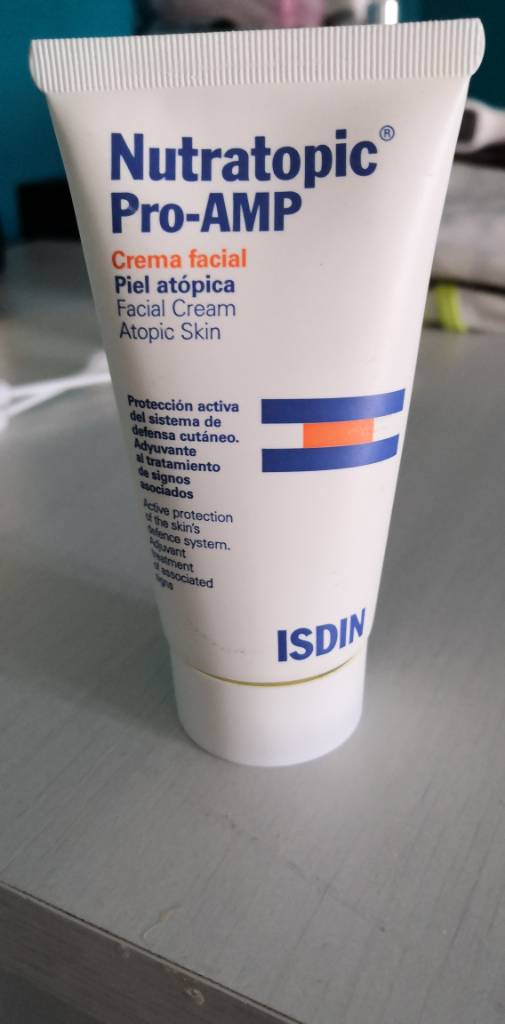 Nutratopic®
Pro-AMP
Crema facial
Piel atópica
Facial Cream
Atopic Skin
Protección activa
del sistema de
defensa cutáneo.
Adyuvante
al tratamiento
de signos
asociados
Active protection
of the skin's
defence system.
Adjuvant
treatment
of associated
signs
ISDIN